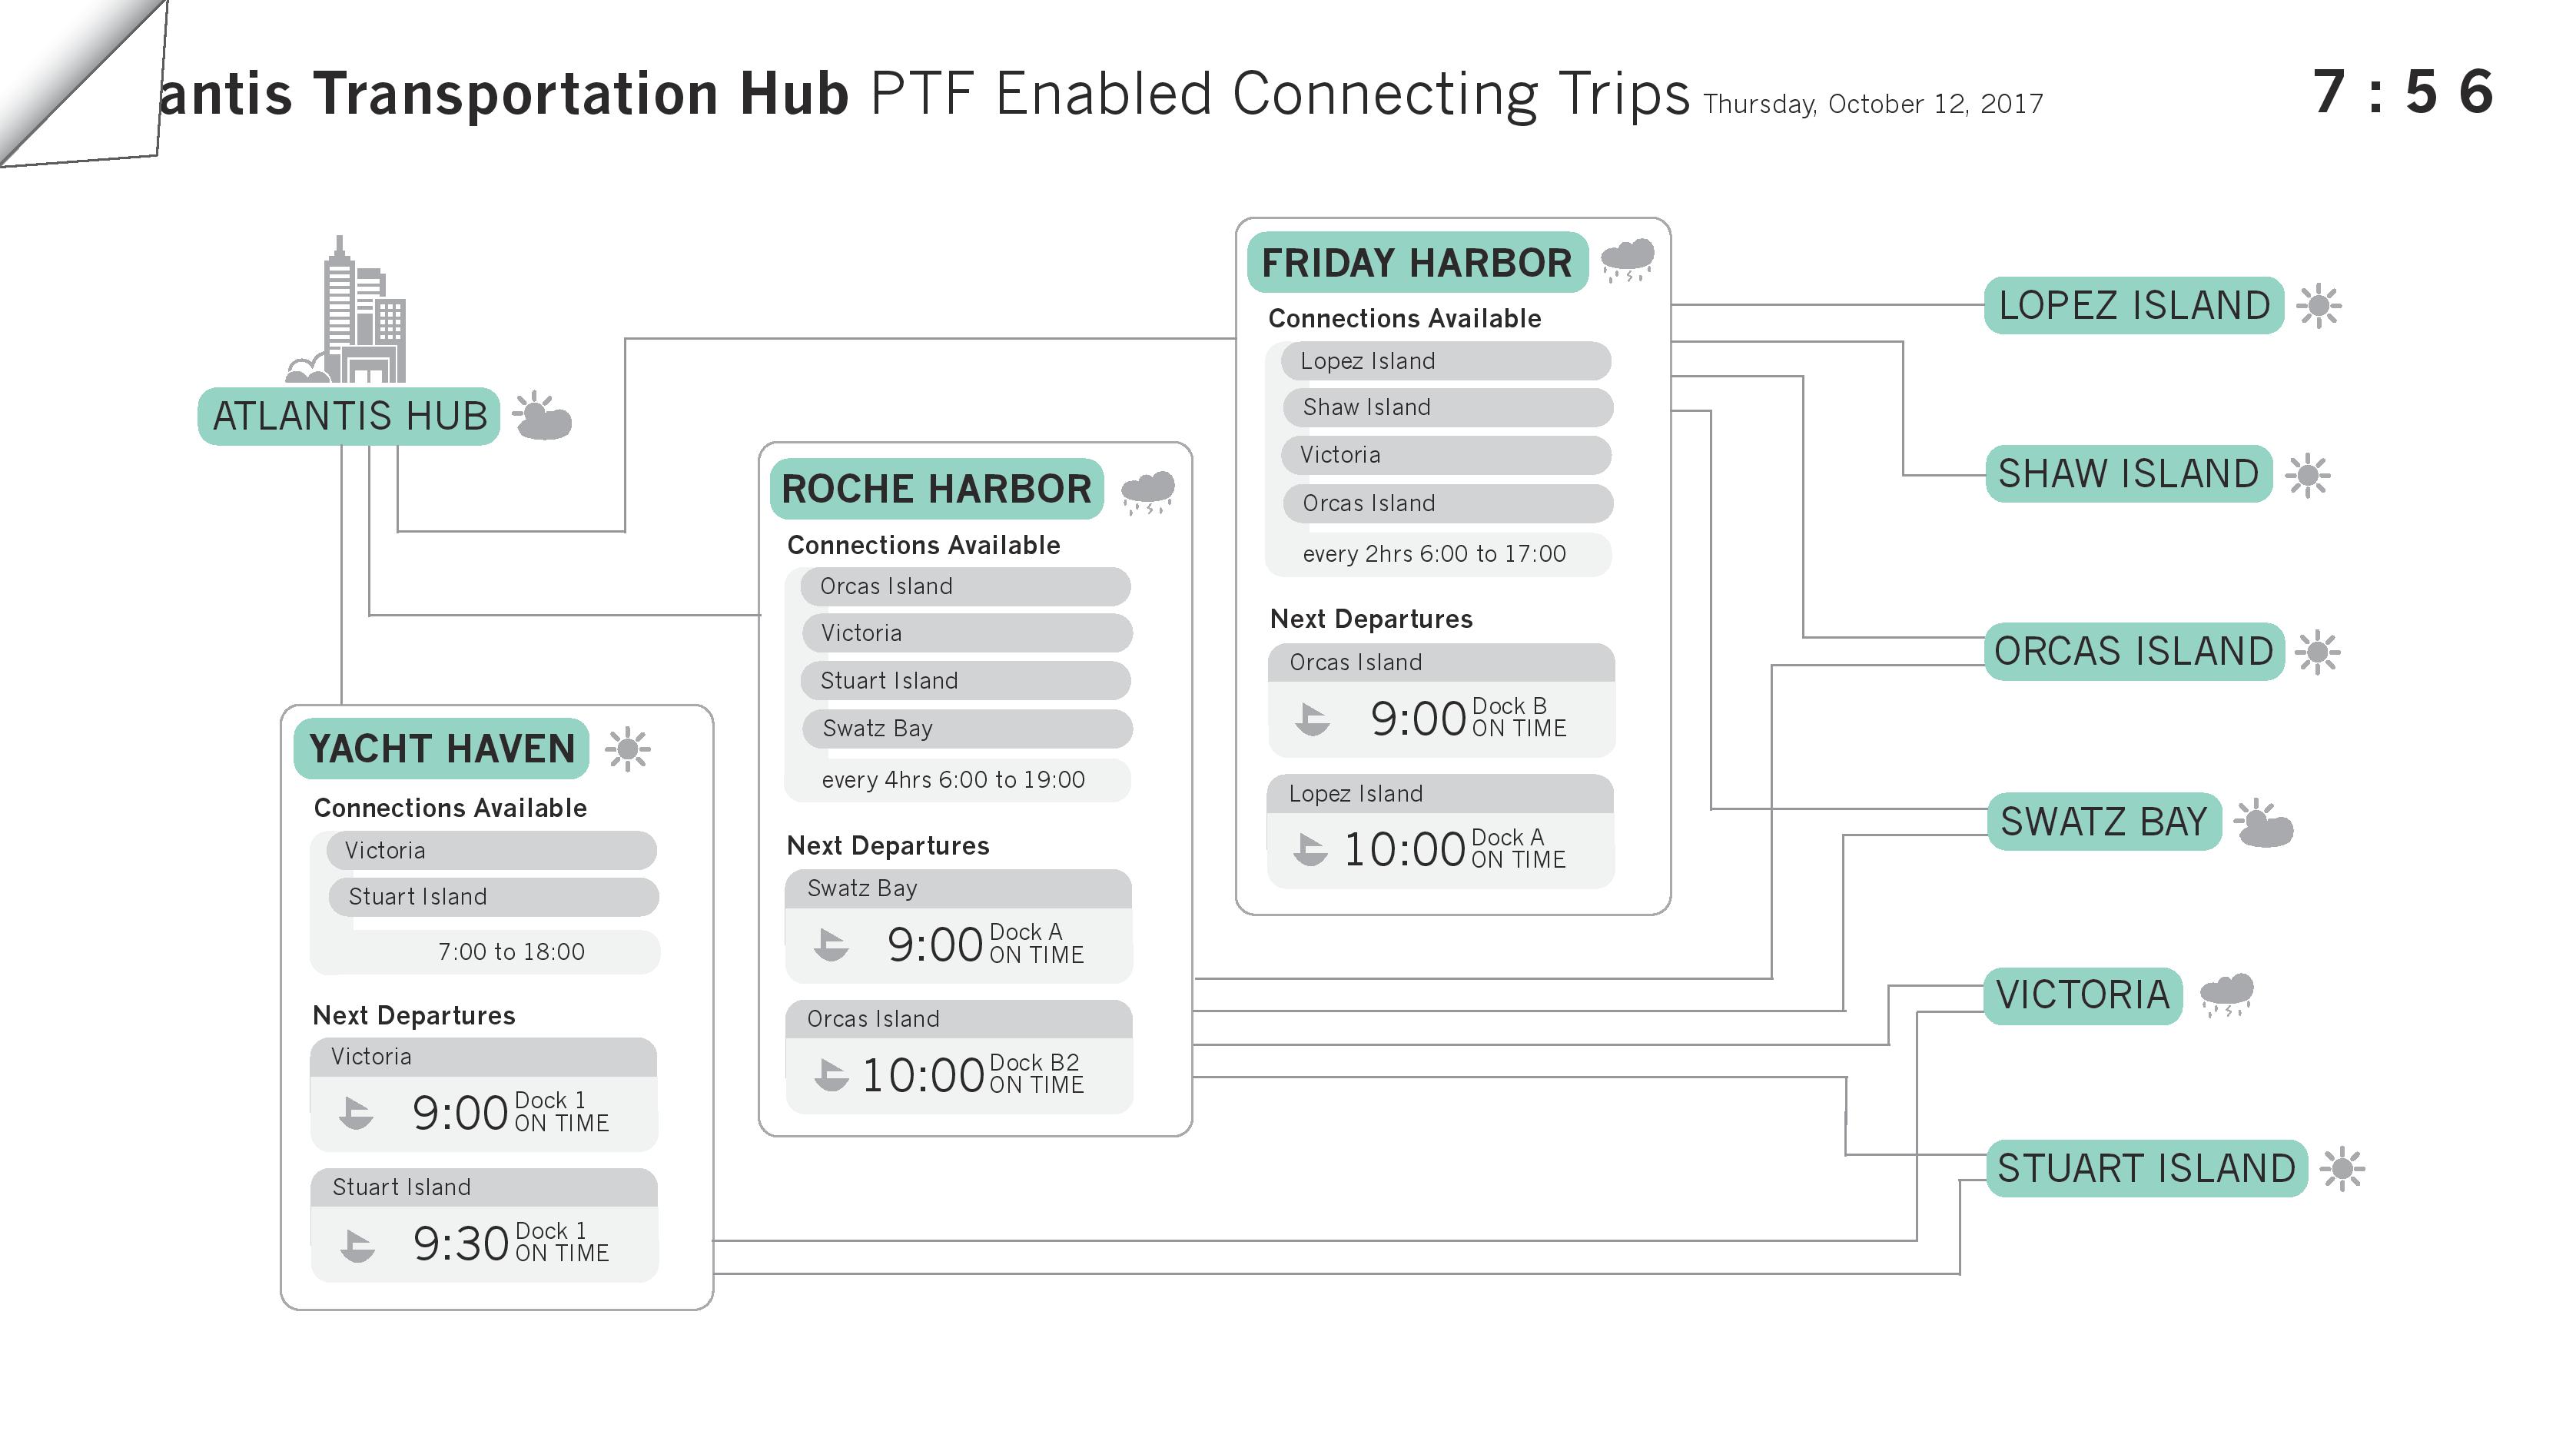 antis Transportation Hub PTF Enabled Connecting Trips Thursday, October 12, 2017
7:56
ATLANTIS HUB
YACHT HAVEN
Connections Available
Victoria
Stuart Island
7:00 to 18:00
Next Departures
Victoria
9:00 Dock 1
ON TIME
Stuart Island
9:30 Dock 1
ON TIME
ROCHE HARBOR
Connections Available
Orcas Island
Victoria
Stuart Island
Swatz Bay
every 4hrs 6:00 to 19:00
Next Departures
Swatz Bay
9:00 Dock A
ON TIME
Orcas Island
10:00 Dock B2
ON TIME
FRIDAY HARBOR
Connections Available
Lopez Island
Shaw Island
Victoria
Orcas Island
every 2hrs 6:00 to 17:00
Next Departures
Orcas Island
9:00 Dock B
ON TIME
Lopez Island
10:00 Dock A
ON TIME
LOPEZ ISLAND
SHAW ISLAND
ORCAS ISLAND
SWATZ BAY
VICTORIA
STUART ISLAND